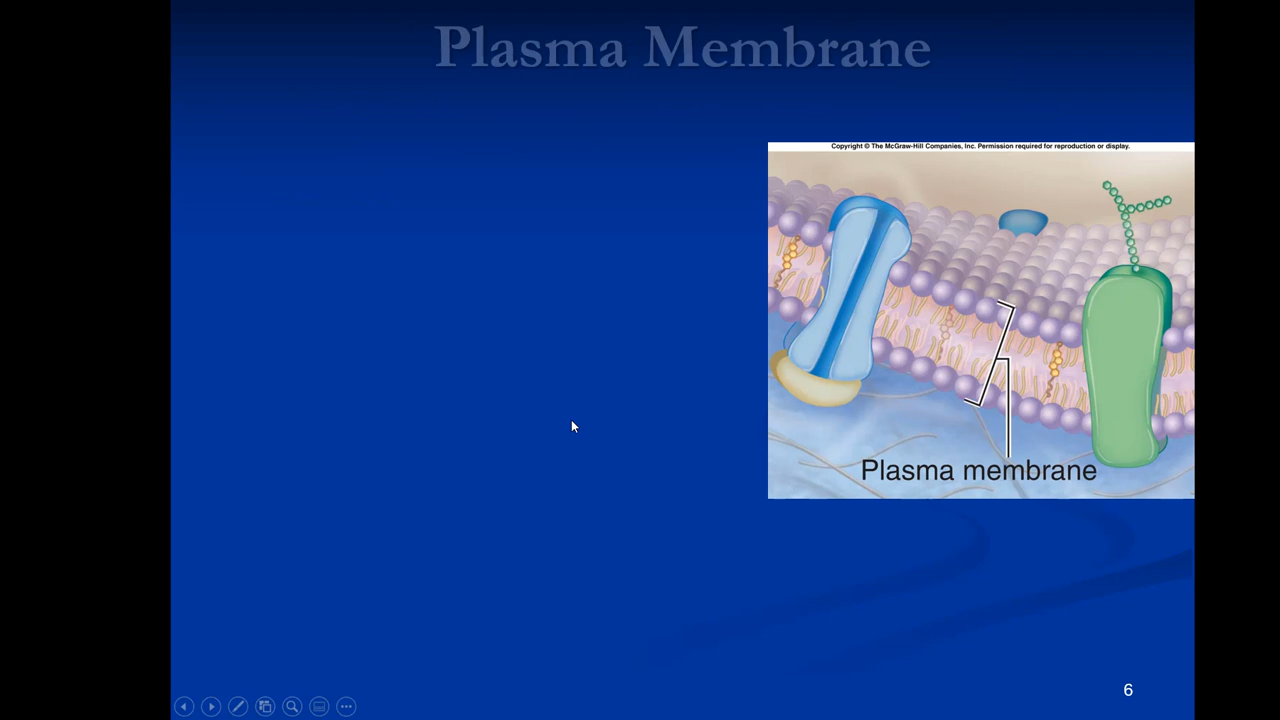 Plasma Membrane
Copyright © The McGraw-Hill Companies, Inc. Permission required for reproduction or display.
Plasma membrane
6